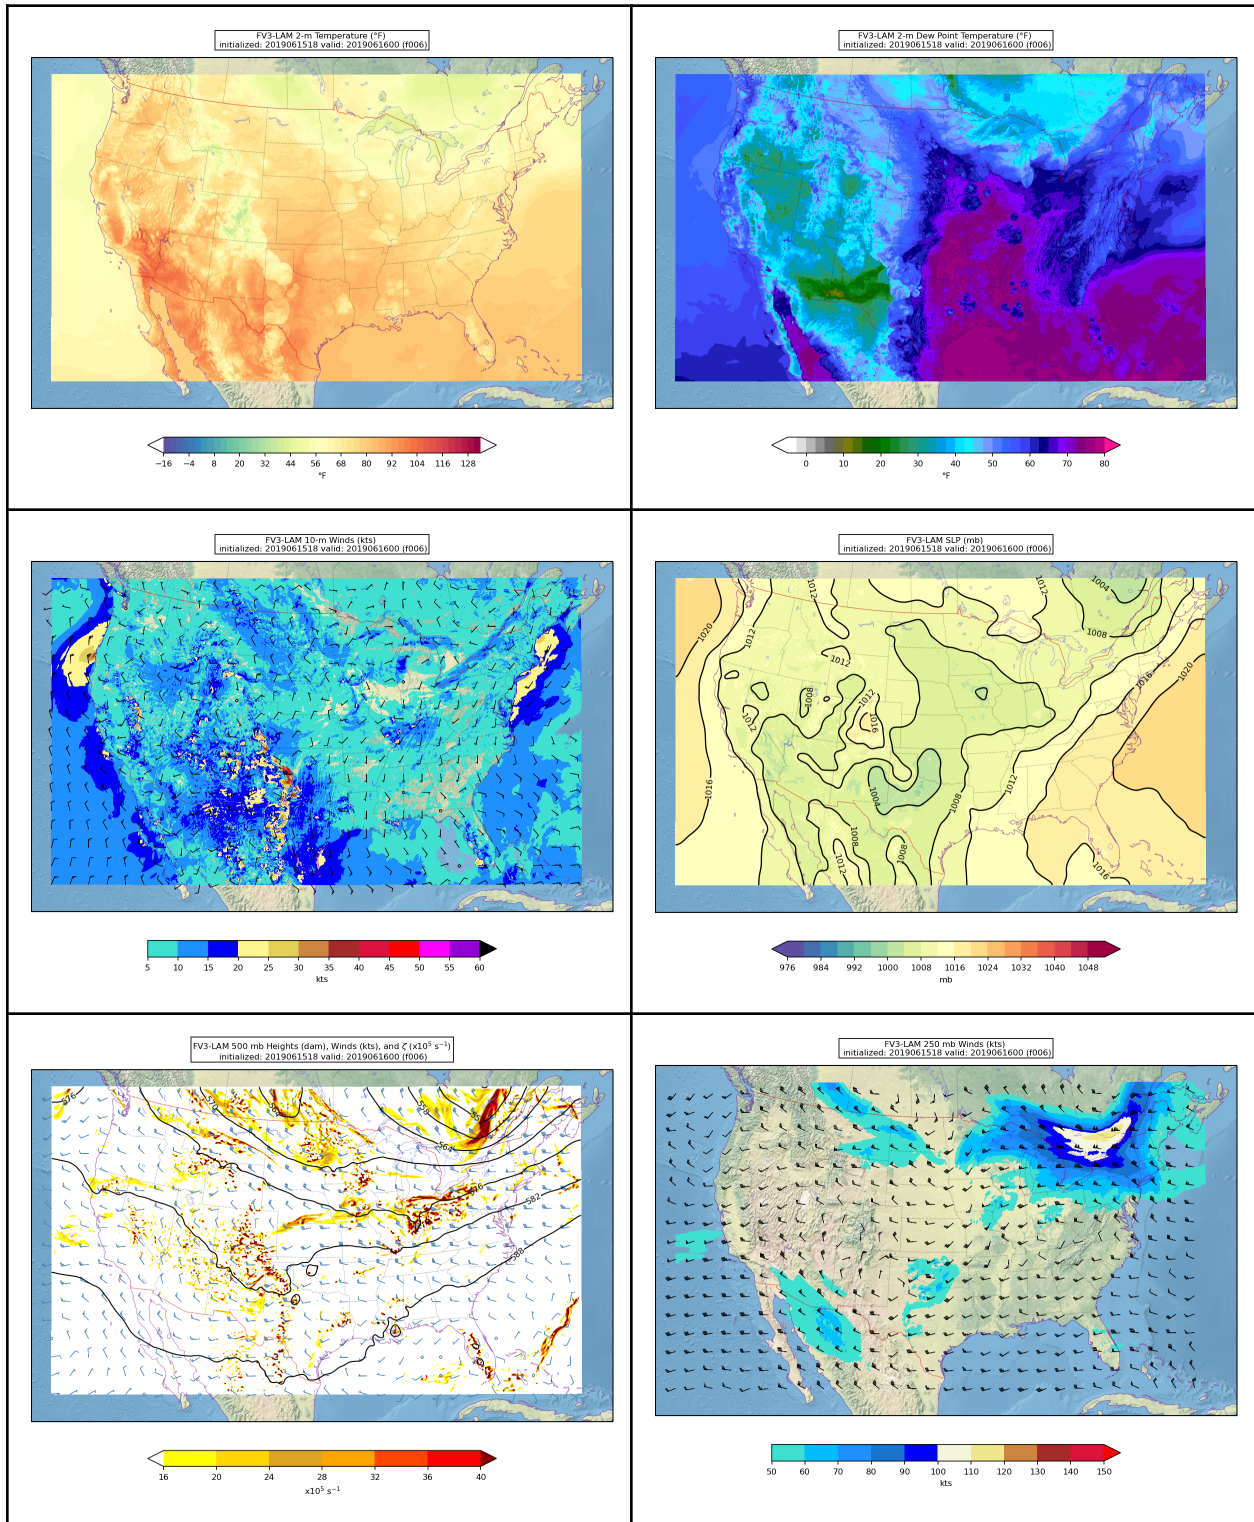 FV3-LAM 2-m Temperature (°F)
initialized: 2019061518 valid: 2019061600 (f006)
−16 −4 8 20 32 44 56 68 80 92 104 116 128
°F
FV3-LAM 2-m Dew Point Temperature (°F)
initialized: 2019061518 valid: 2019061600 (f006)
0 10 20 30 40 50 60 70 80
°F
FV3-LAM 10-m Winds (kts)
initialized: 2019061518 valid: 2019061600 (f006)
5 10 15 20 25 30 35 40 45 50 55 60
kts
FV3-LAM SLP (mb)
initialized: 2019061518 valid: 2019061600 (f006)
1020
1012
1012
1012
1004
1008
1016
1020
1012
1008
1012
1016
1012
1016
1004
1008
1012
1008
1012
1008
1016
976 984 992 1000 1008 1016 1024 1032 1040 1048
mb
FV3-LAM 500 mb Heights (dam), Winds (kts), and ζ (x10⁵ s⁻¹)
initialized: 2019061518 valid: 2019061600 (f006)
576
564
582
588
16 20 24 28 32 36 40
x10⁵ s⁻¹
FV3-LAM 250 mb Winds (kts)
initialized: 2019061518 valid: 2019061600 (f006)
50 60 70 80 90 100 110 120 130 140 150
kts